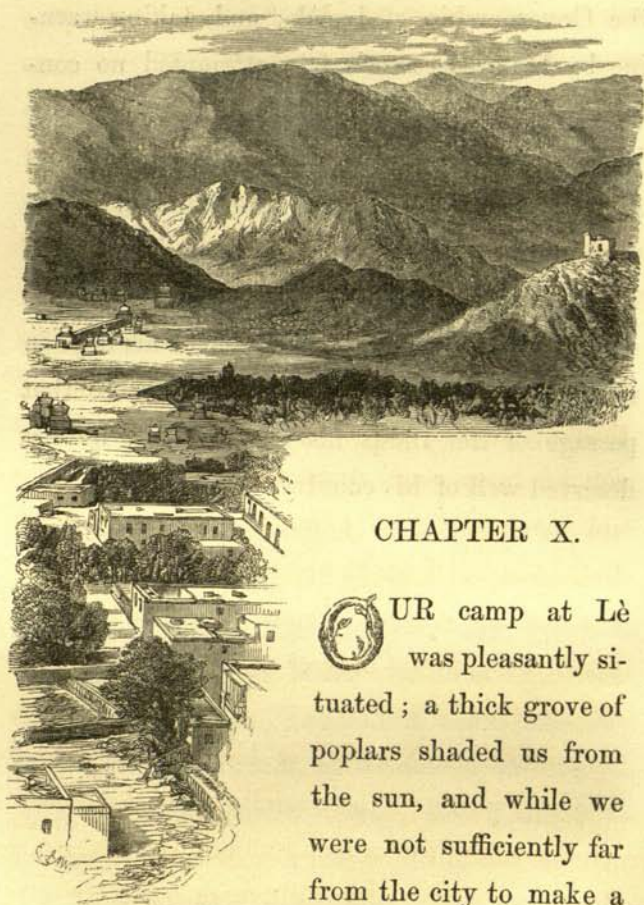 CHAPTER X.
OUR camp at Lè
was pleasantly si-
tuated ; a thick grove of
poplars shaded us from
the sun, and while we
were not sufficiently far
from the city to make a